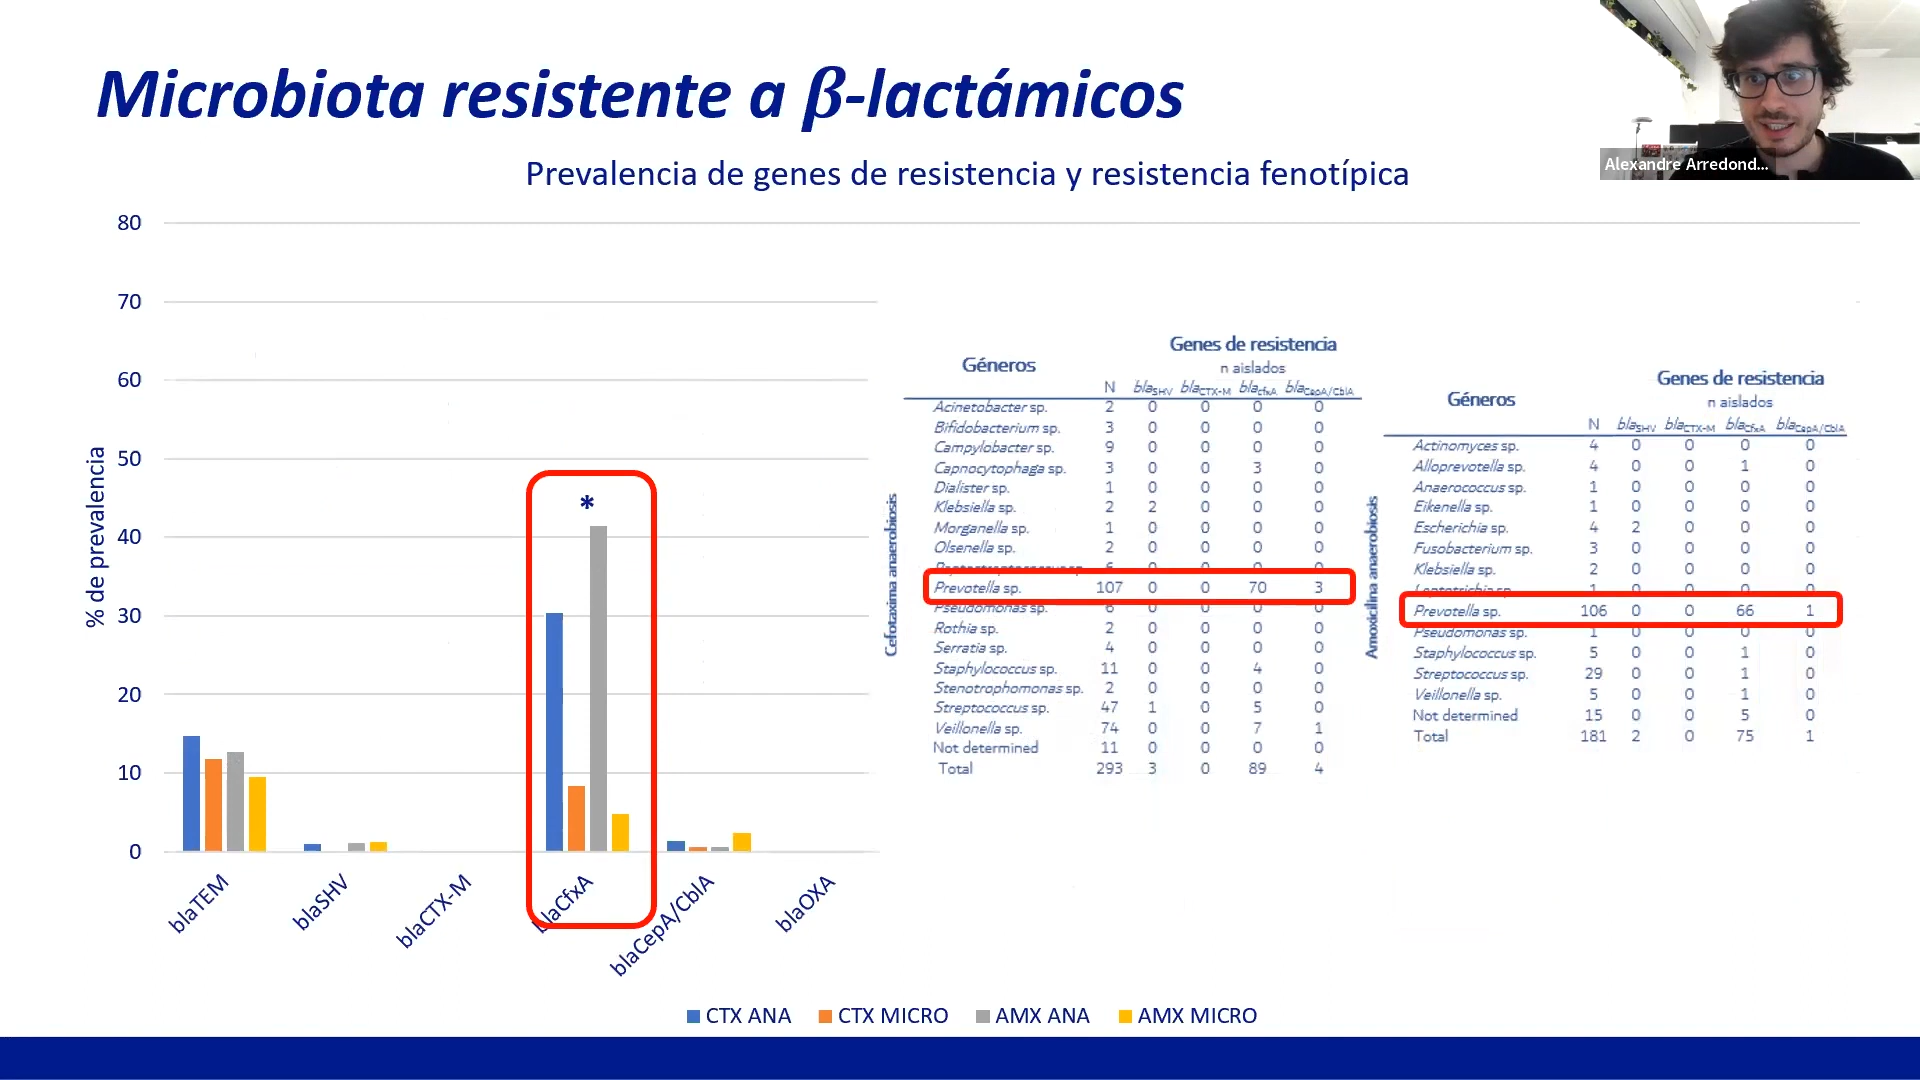 Microbiota resistente a β-lactámicos
Alexandre Arredond...
Prevalencia de genes de resistencia y resistencia fenotípica
% de prevalencia
80
70
60
50
40
30
20
10
0
*
blaTEM
blaSHV
blaCTX-M
blaCfxA
blaCepA/CblA
blaOXA
Cefotaxima anaerobiosis
Genes de resistencia
Géneros
n aislados
N blaSHV blaCTX-M blacfxA blaCepA/CblA
Acinetobacter sp. 2 0 0 0 0
Bifidobacterium sp. 3 0 0 0 0
Campylobacter sp. 9 0 0 0 0
Capnocytophaga sp. 3 0 0 3 0
Dialister sp. 1 0 0 0 0
Klebsiella sp. 2 2 0 0 0
Morganella sp. 1 0 0 0 0
Olsenella sp. 2 0 0 0 0
Prevotella sp. 107 0 0 70 3
Pseudomonas sp. 6 0 0 0 0
Rothia sp. 2 0 0 0 0
Serratia sp. 4 0 0 0 0
Staphylococcus sp. 11 0 0 4 0
Stenotrophomonas sp. 2 0 0 0 0
Streptococcus sp. 47 1 0 5 0
Veillonella sp. 74 0 0 7 1
Not determined 11 0 0 0 0
Total 293 3 0 89 4
Amoxicilina anaerobiosis
Genes de resistencia
Géneros
n aislados
N blaSHV blaCTX-M blaCfxA blaCepA/CblA
Actinomyces sp. 4 0 0 0 0
Alloprevotella sp. 4 0 0 1 0
Anaerococcus sp. 1 0 0 0 0
Eikenella sp. 1 0 0 0 0
Escherichia sp. 4 2 0 0 0
Fusobacterium sp. 3 0 0 0 0
Klebsiella sp. 2 0 0 0 0
Prevotella sp. 106 0 0 66 1
Pseudomonas sp. 1 0 0 0 0
Staphylococcus sp. 5 0 0 1 0
Streptococcus sp. 29 0 0 1 0
Veillonella sp. 5 0 0 1 0
Not determined 15 0 0 5 0
Total 181 2 0 75 1
CTX ANA CTX MICRO AMX ANA AMX MICRO